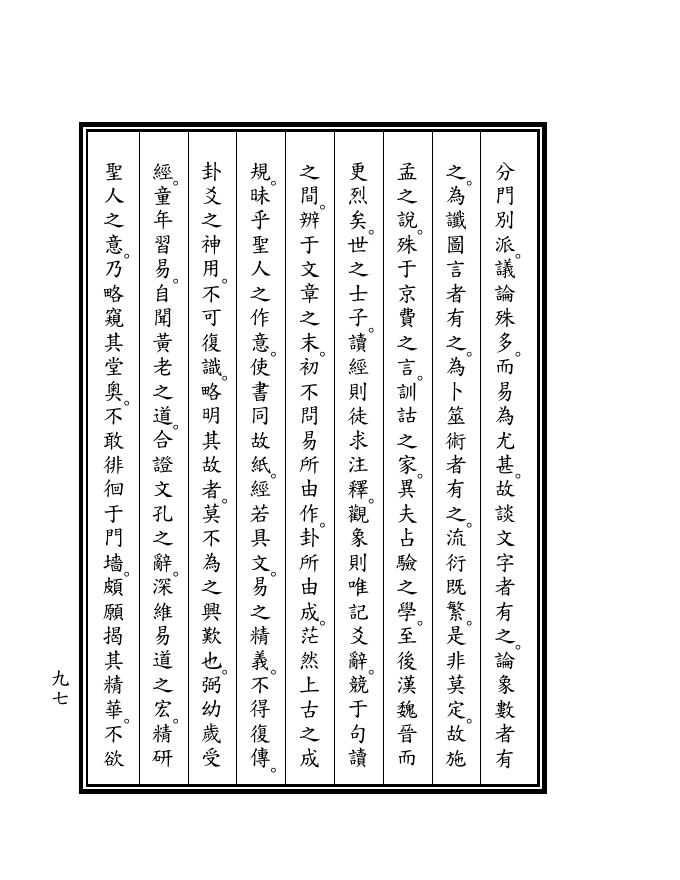 分門別派。議論殊多。而易為尤甚。故談文字者有之。論象數者有
之。為讖圖言者有之。為卜筮術者有之。流衍既繁。是非莫定。故施
孟之說。殊于京費之言。訓詁之家。異夫占驗之學。至後漢魏晉而
更烈矣。世之士子。讀經則徒求注釋。觀象則唯記爻辭。競于句讀
之間。辨于文章之末。初不問易所由作。卦所由成。茫然上古之成
規。昧乎聖人之作意。使書同故紙。經若具文。易之精義。不得復傳。
卦爻之神用。不可復識。略明其故者。莫不為之興歎也。弼幼歲受
經。童年習易。自聞黃老之道。合證文孔之辭。深維易道之宏。精研
聖人之意。乃略窺其堂奧。不敢徘徊于門墻。頗願揭其精華。不欲
九七